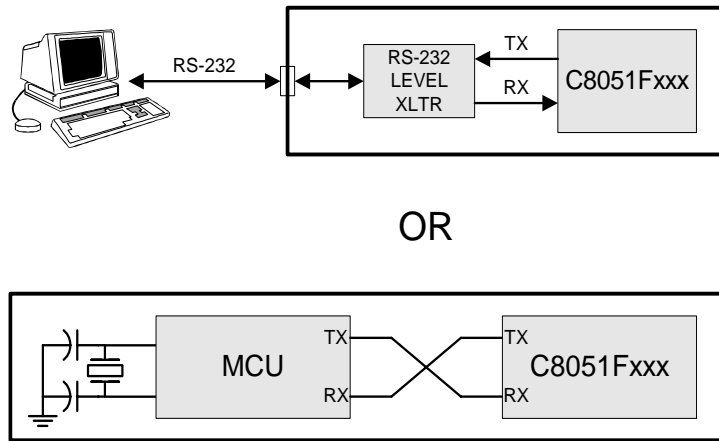 RS-232
RS-232
LEVEL
XLTR
TX
RX
C8051Fxxx
OR
MCU
TX
RX
TX
RX
C8051Fxxx